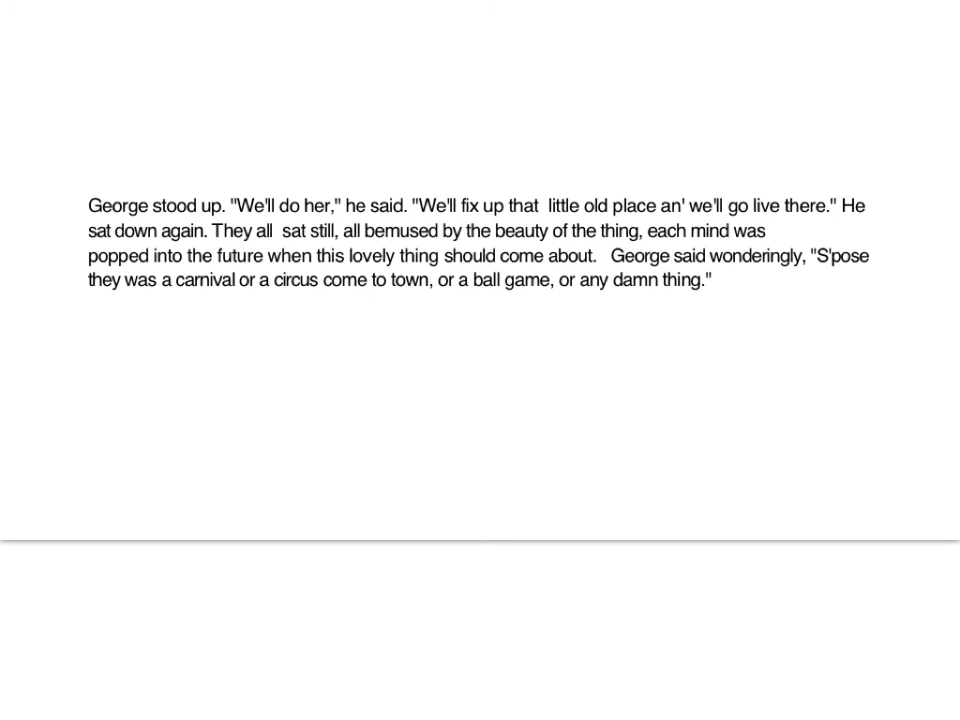 George stood up. "We'll do her," he said. "We'll fix up that  little old place an' we'll go live there." He
sat down again. They all  sat still, all bemused by the beauty of the thing, each mind was
popped into the future when this lovely thing should come about.   George said wonderingly, "S'pose
they was a carnival or a circus come to town, or a ball game, or any damn thing."